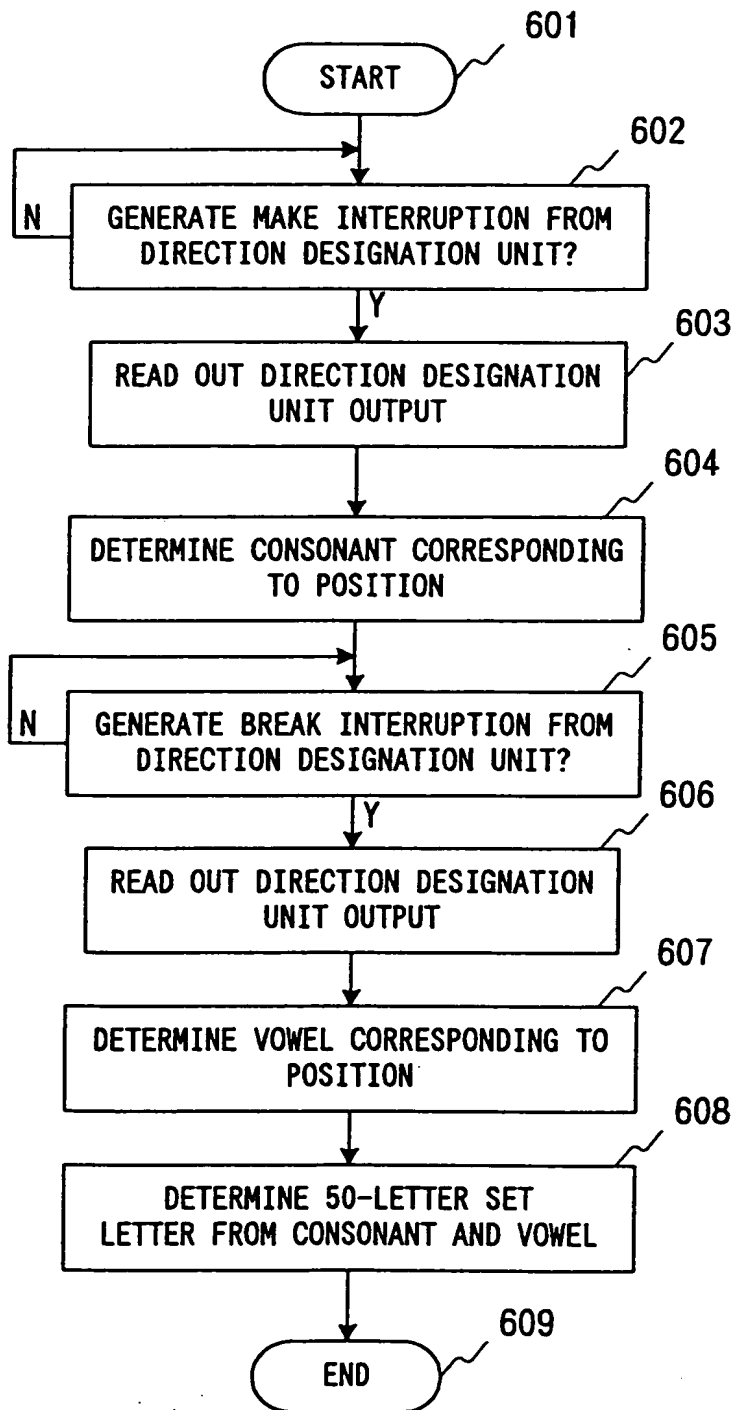 601
START
602
N
GENERATE MAKE INTERRUPTION FROM
DIRECTION DESIGNATION UNIT?
Y
603
READ OUT DIRECTION DESIGNATION
UNIT OUTPUT
604
DETERMINE CONSONANT CORRESPONDING
TO POSITION
605
N
GENERATE BREAK INTERRUPTION FROM
DIRECTION DESIGNATION UNIT?
Y
606
READ OUT DIRECTION DESIGNATION
UNIT OUTPUT
607
DETERMINE VOWEL CORRESPONDING TO
POSITION
608
DETERMINE 50-LETTER SET
LETTER FROM CONSONANT AND VOWEL
609
END